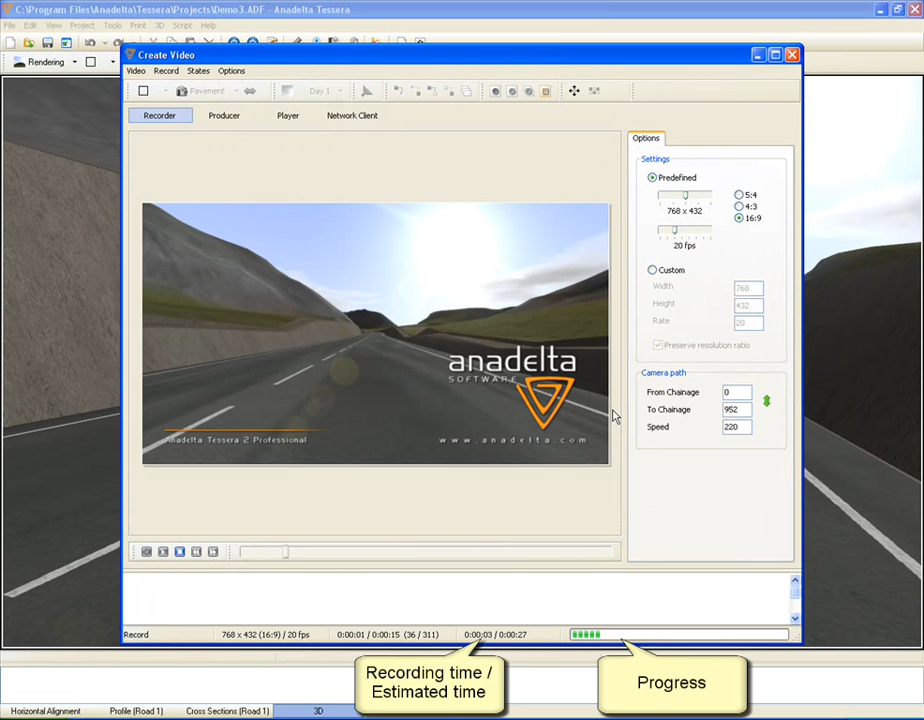 C:\Program Files\Anadelta\Tessera\Projects\Demo3.ADF - Anadelta Tessera
File Edit View Project Tools Print 3D Script Help
Rendering
Create Video
Video Record States Options
Pavement Day 1
Recorder Producer Player Network Client
Options
Settings
Predefined
5:4
768 x 432
4:3
16:9
20 fps
Custom
Width 768
Height 432
Rate 20
Preserve resolution ratio
Camera path
From Chainage 0
To Chainage 952
Speed 220
anadelta
SOFTWARE
Anadelta Tessera 2 Professional
www.anadelta.com
Record 768 x 432 (16:9) / 20 fps 0:00:01 / 0:00:15 (36 / 311) 0:00:03 / 0:00:27
Recording time /
Estimated time
Progress
Horizontal Alignment Profile (Road 1) Cross Sections (Road 1) 3D